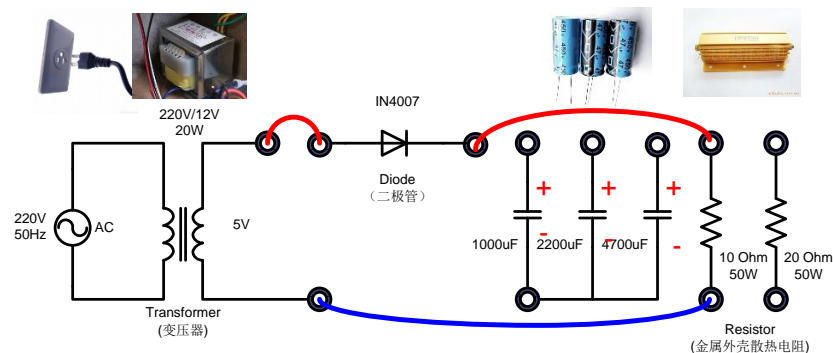 IN4007
220V/12V
20W
Diode
（二极管）
220V
50Hz
AC
5V
+
+
+
-
-
-
1000uF
2200uF
4700uF
10 Ohm
50W
20 Ohm
50W
Transformer
(变压器)
Resistor
(金属外壳散热电阻)